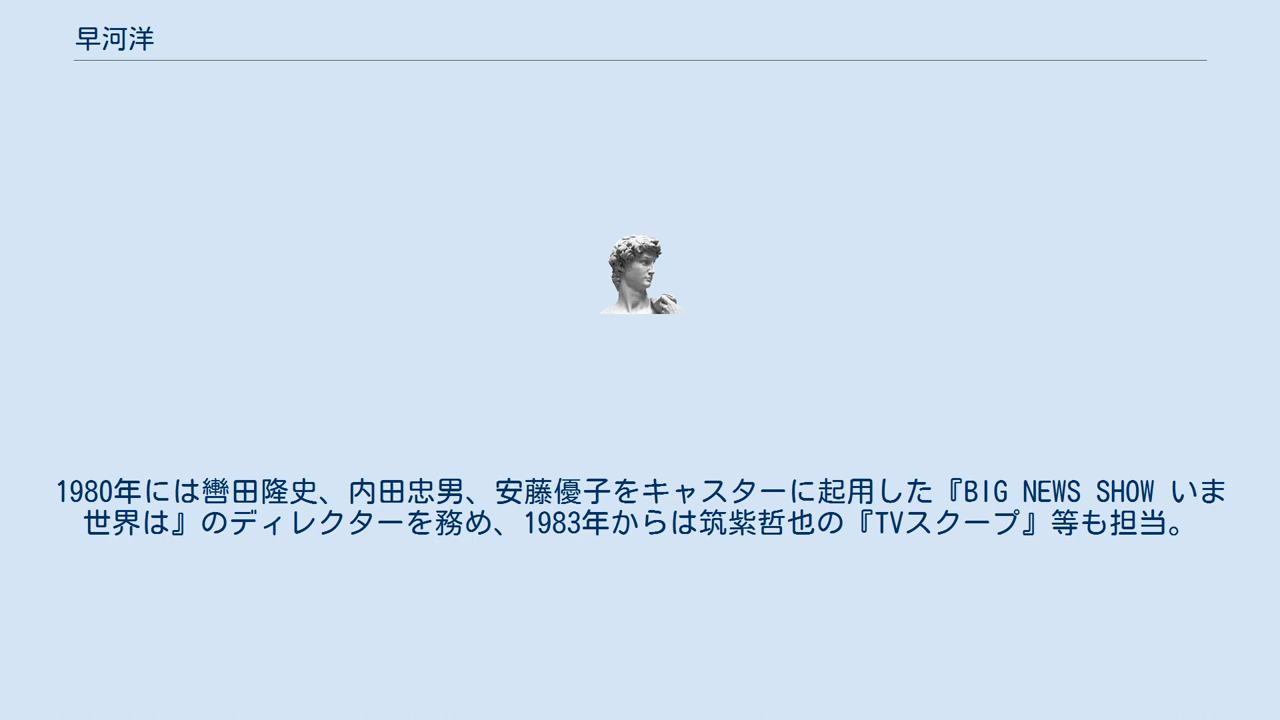 早河洋
1980年には轡田隆史、内田忠男、安藤優子をキャスターに起用した『BIG NEWS SHOW いま
世界は』のディレクターを務め、1983年からは筑紫哲也の『TVスクープ』等も担当。